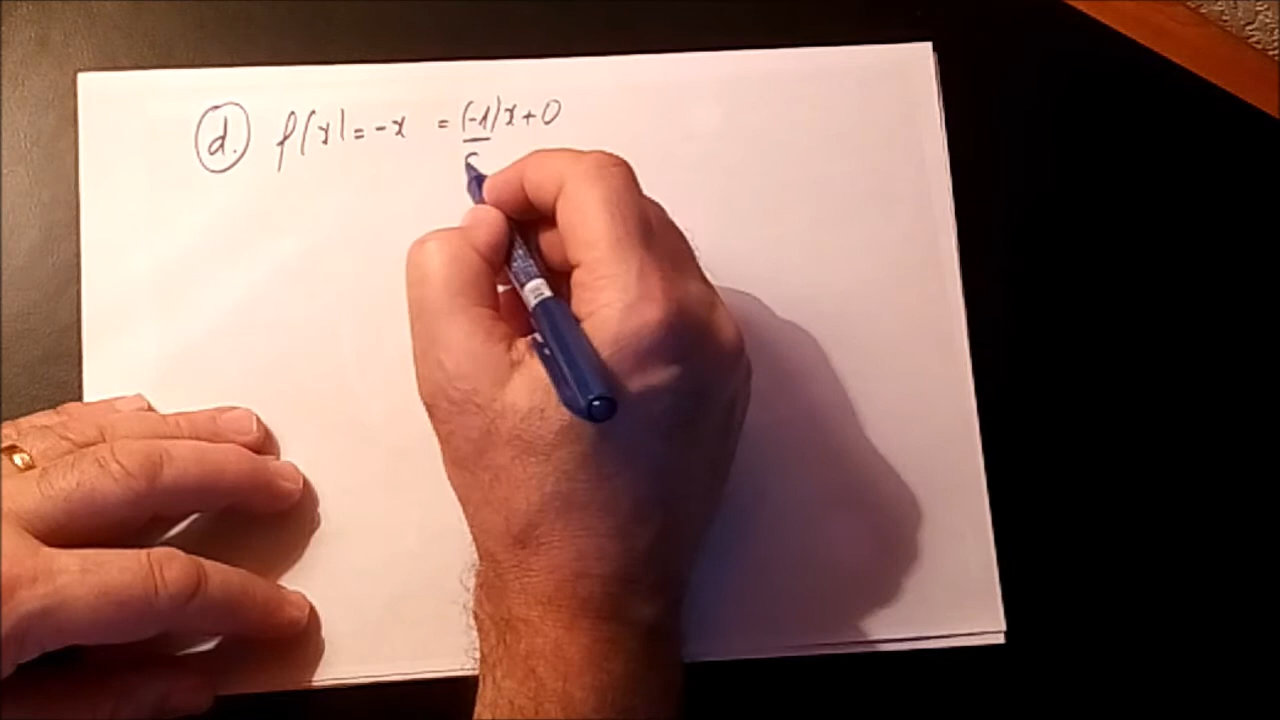 d. f(x) = -x = (-1)x+0